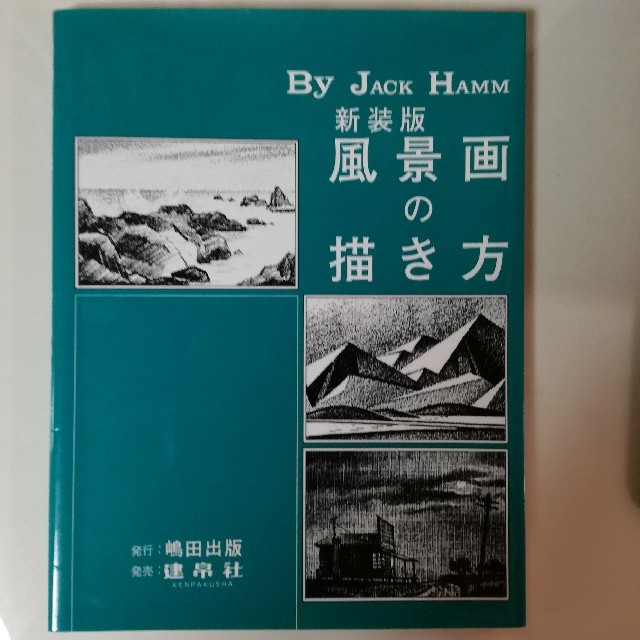 By Jack Hamm
新装版
風景画
の
描き方
発行：嶋田出版
発売：建帛社
KENPAKUSHA